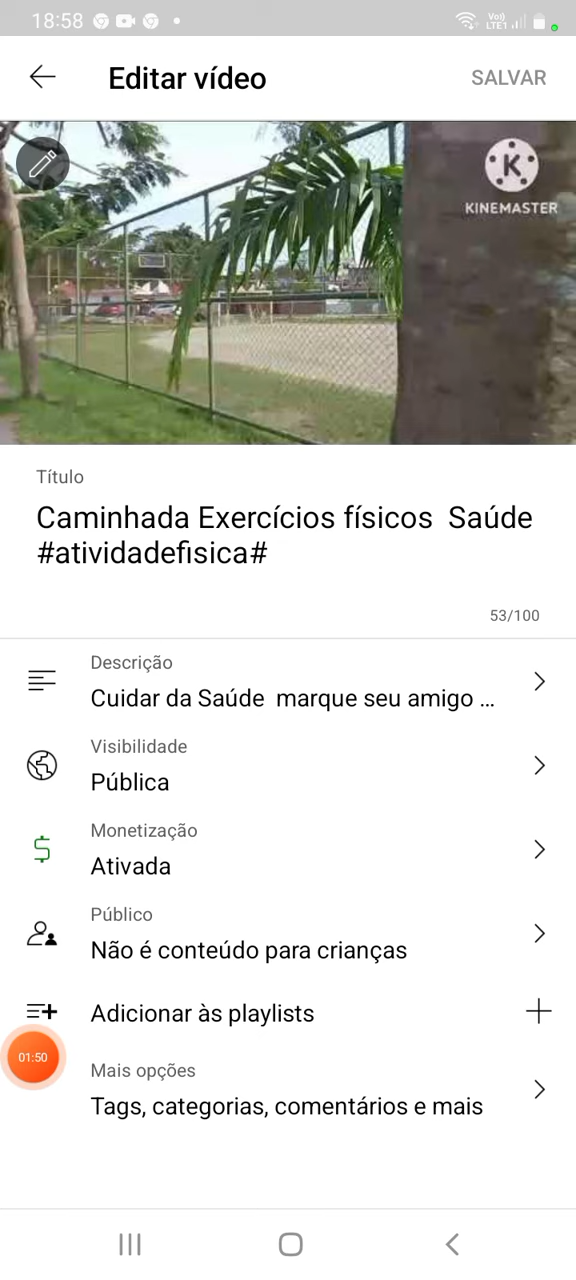 18:58
Vo)) LTE1
Editar vídeo
SALVAR
K
KINEMASTER
Título
Caminhada Exercícios físicos  Saúde
#atividadefisica#
53/100
Descrição
Cuidar da Saúde  marque seu amigo ...
Visibilidade
Pública
Monetização
Ativada
Público
Não é conteúdo para crianças
Adicionar às playlists
01:50
Mais opções
Tags, categorias, comentários e mais